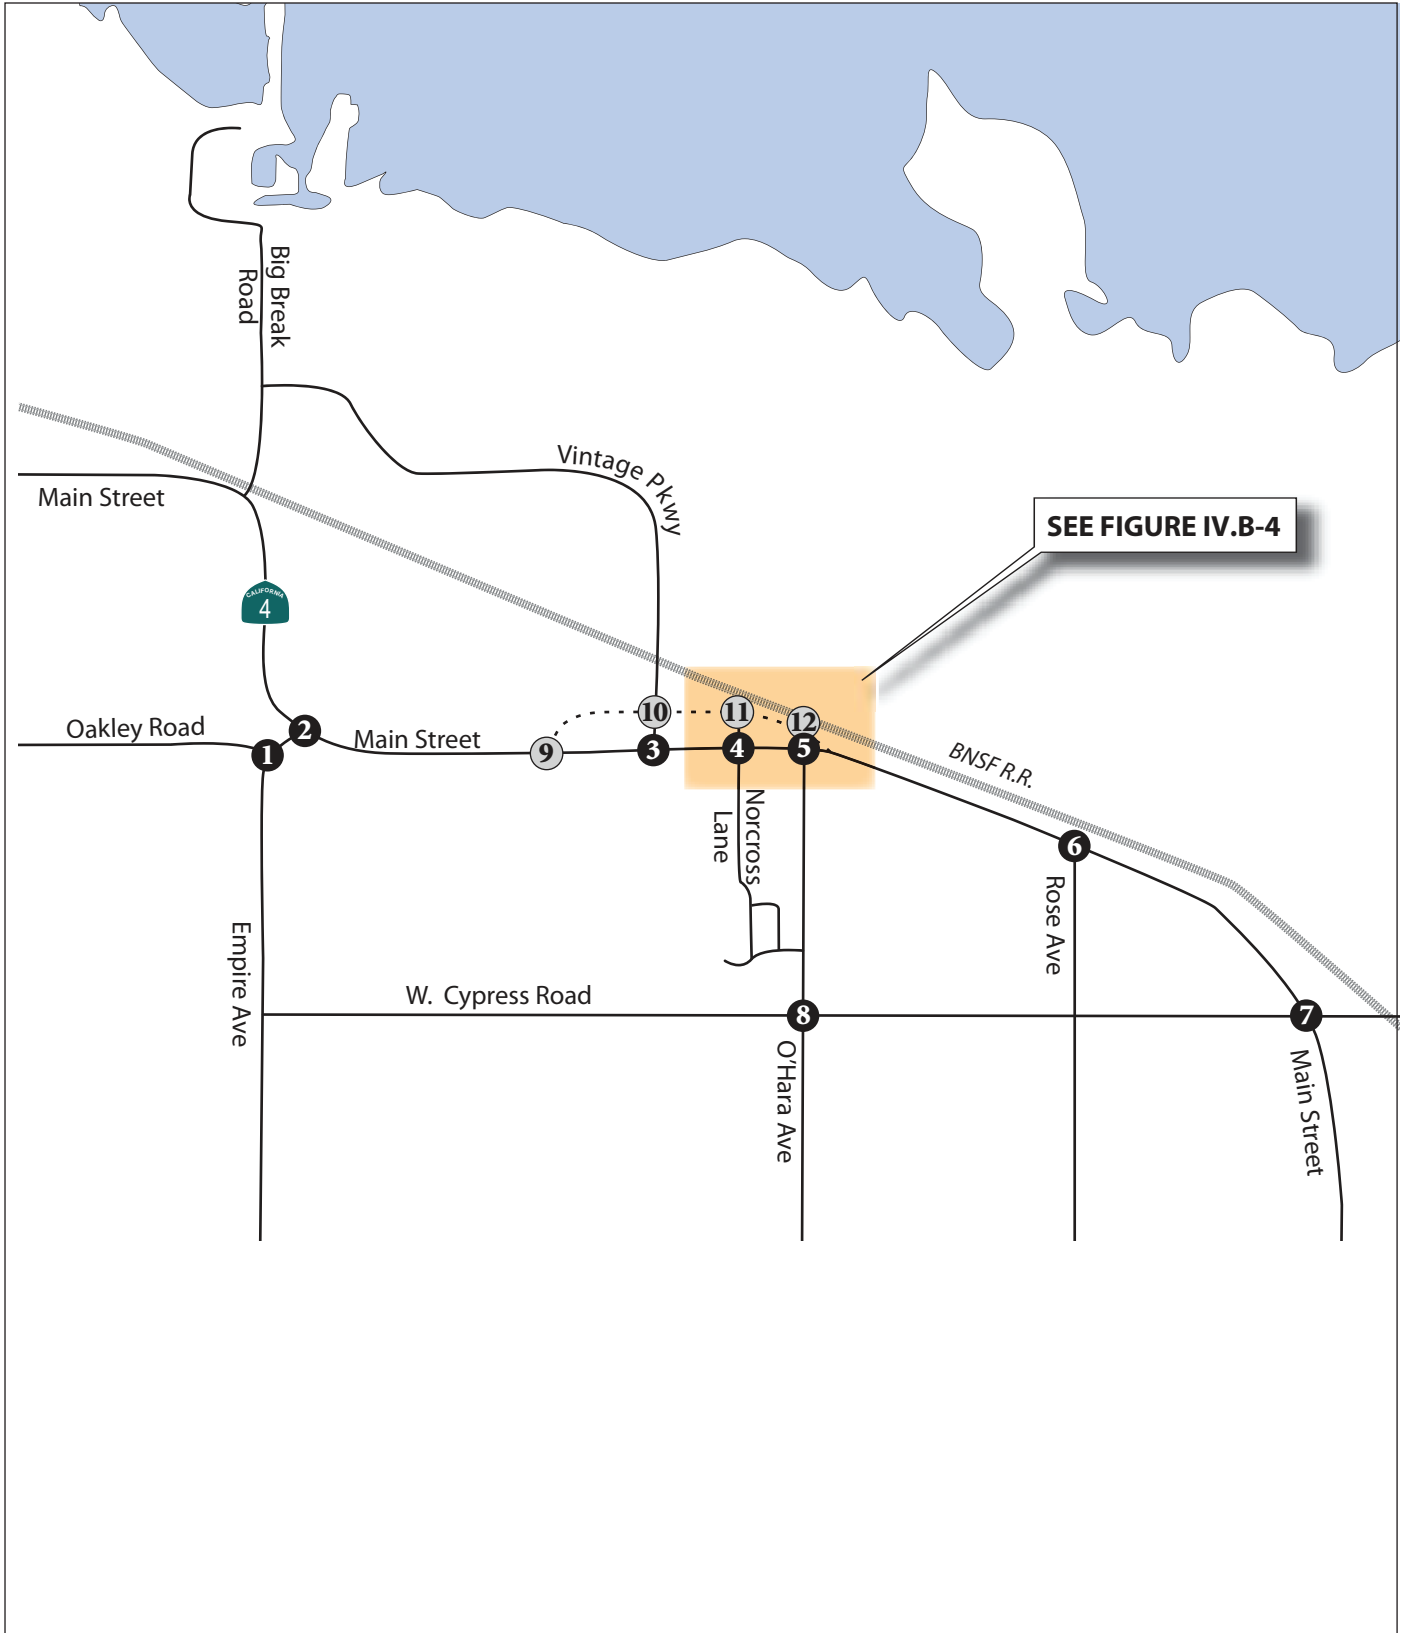 Big Break
Road
Vintage Pkwy
Main Street
SEE FIGURE IV.B-4
CALIFORNIA
4
10
11
12
Oakley Road
2
Main Street
1
9
3
4
5
BNSF R.R.
Norcross
Lane
6
Rose Ave
Empire Ave
W. Cypress Road
8
7
O'Hara Ave
Main Street